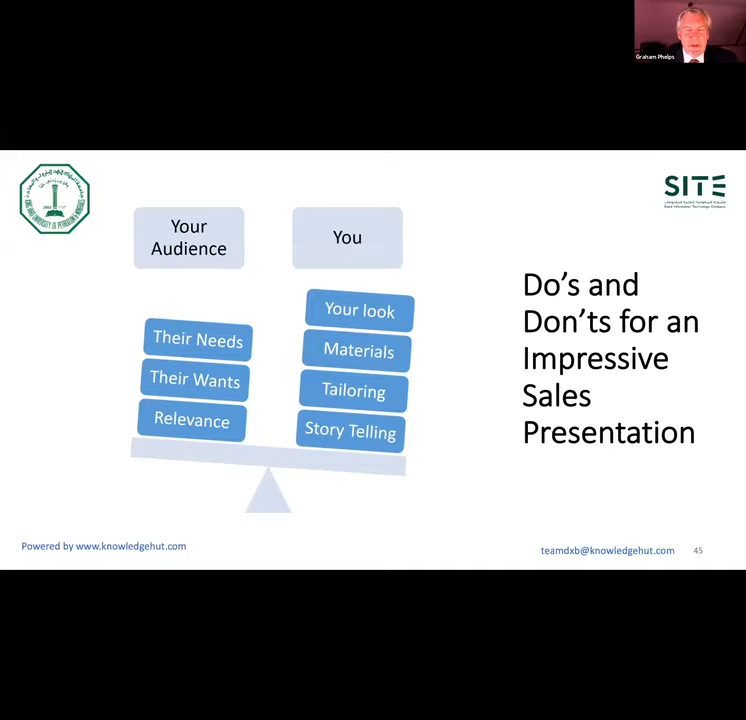 Graham Phelps
SITE
Your
Audience
You
Their Needs
Their Wants
Relevance
Your look
Materials
Tailoring
Story Telling
Do's and
Don'ts for an
Impressive
Sales
Presentation
Powered by www.knowledgehut.com
teamdxb@knowledgehut.com
45